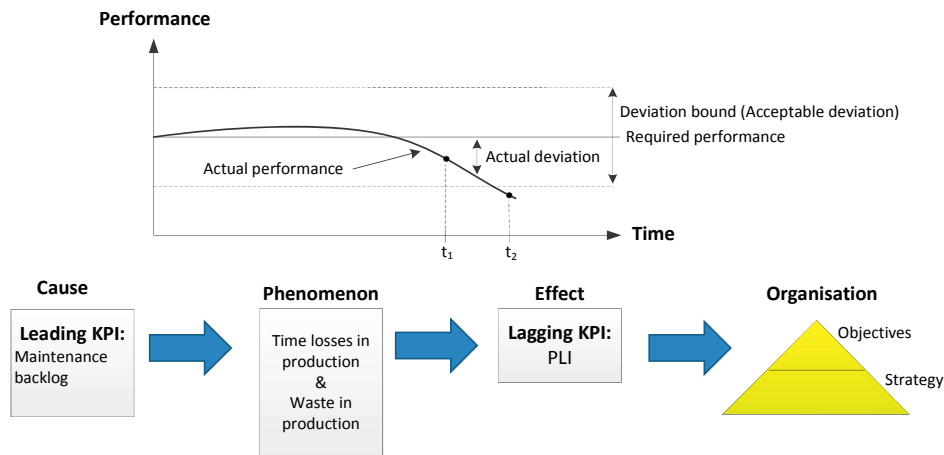 Performance
Deviation bound (Acceptable deviation)
Required performance
Actual deviation
Actual performance
Time
t1
t2
Cause
Leading KPI:
Maintenance
backlog
Phenomenon
Time losses in
production
&
Waste in
production
Effect
Lagging KPI:
PLI
Organisation
Objectives
Strategy